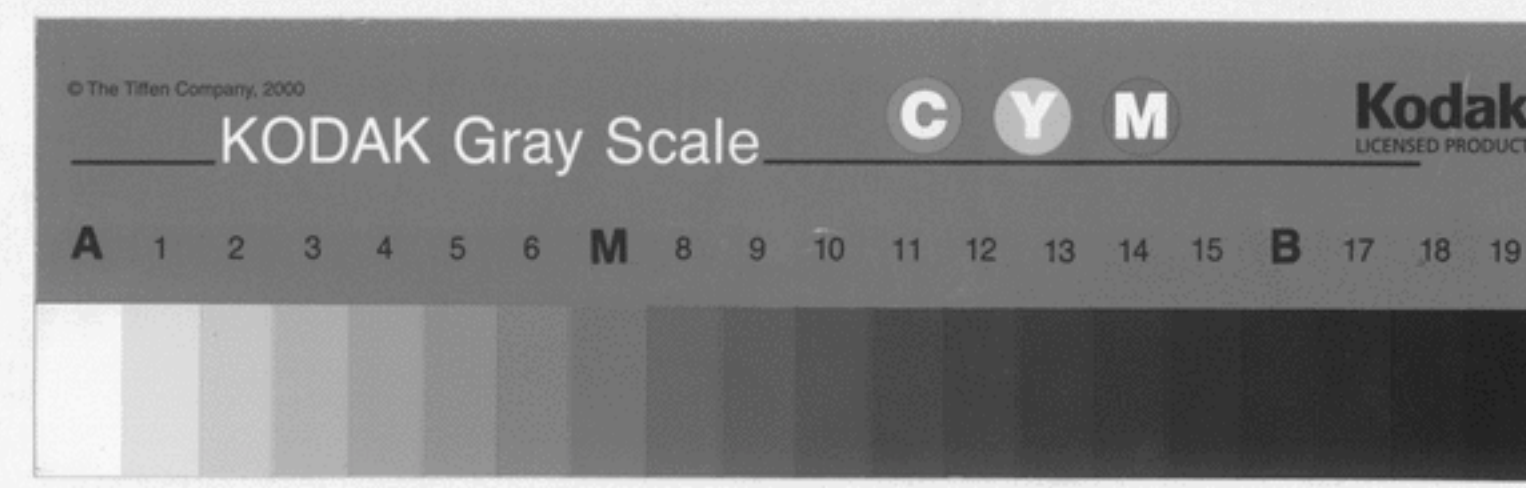 © The Tiffen Company, 2000
KODAK Gray Scale
C Y M
Kodak
LICENSED PRODUCT
A 1 2 3 4 5 6 M 8 9 10 11 12 13 14 15 B 17 18 19